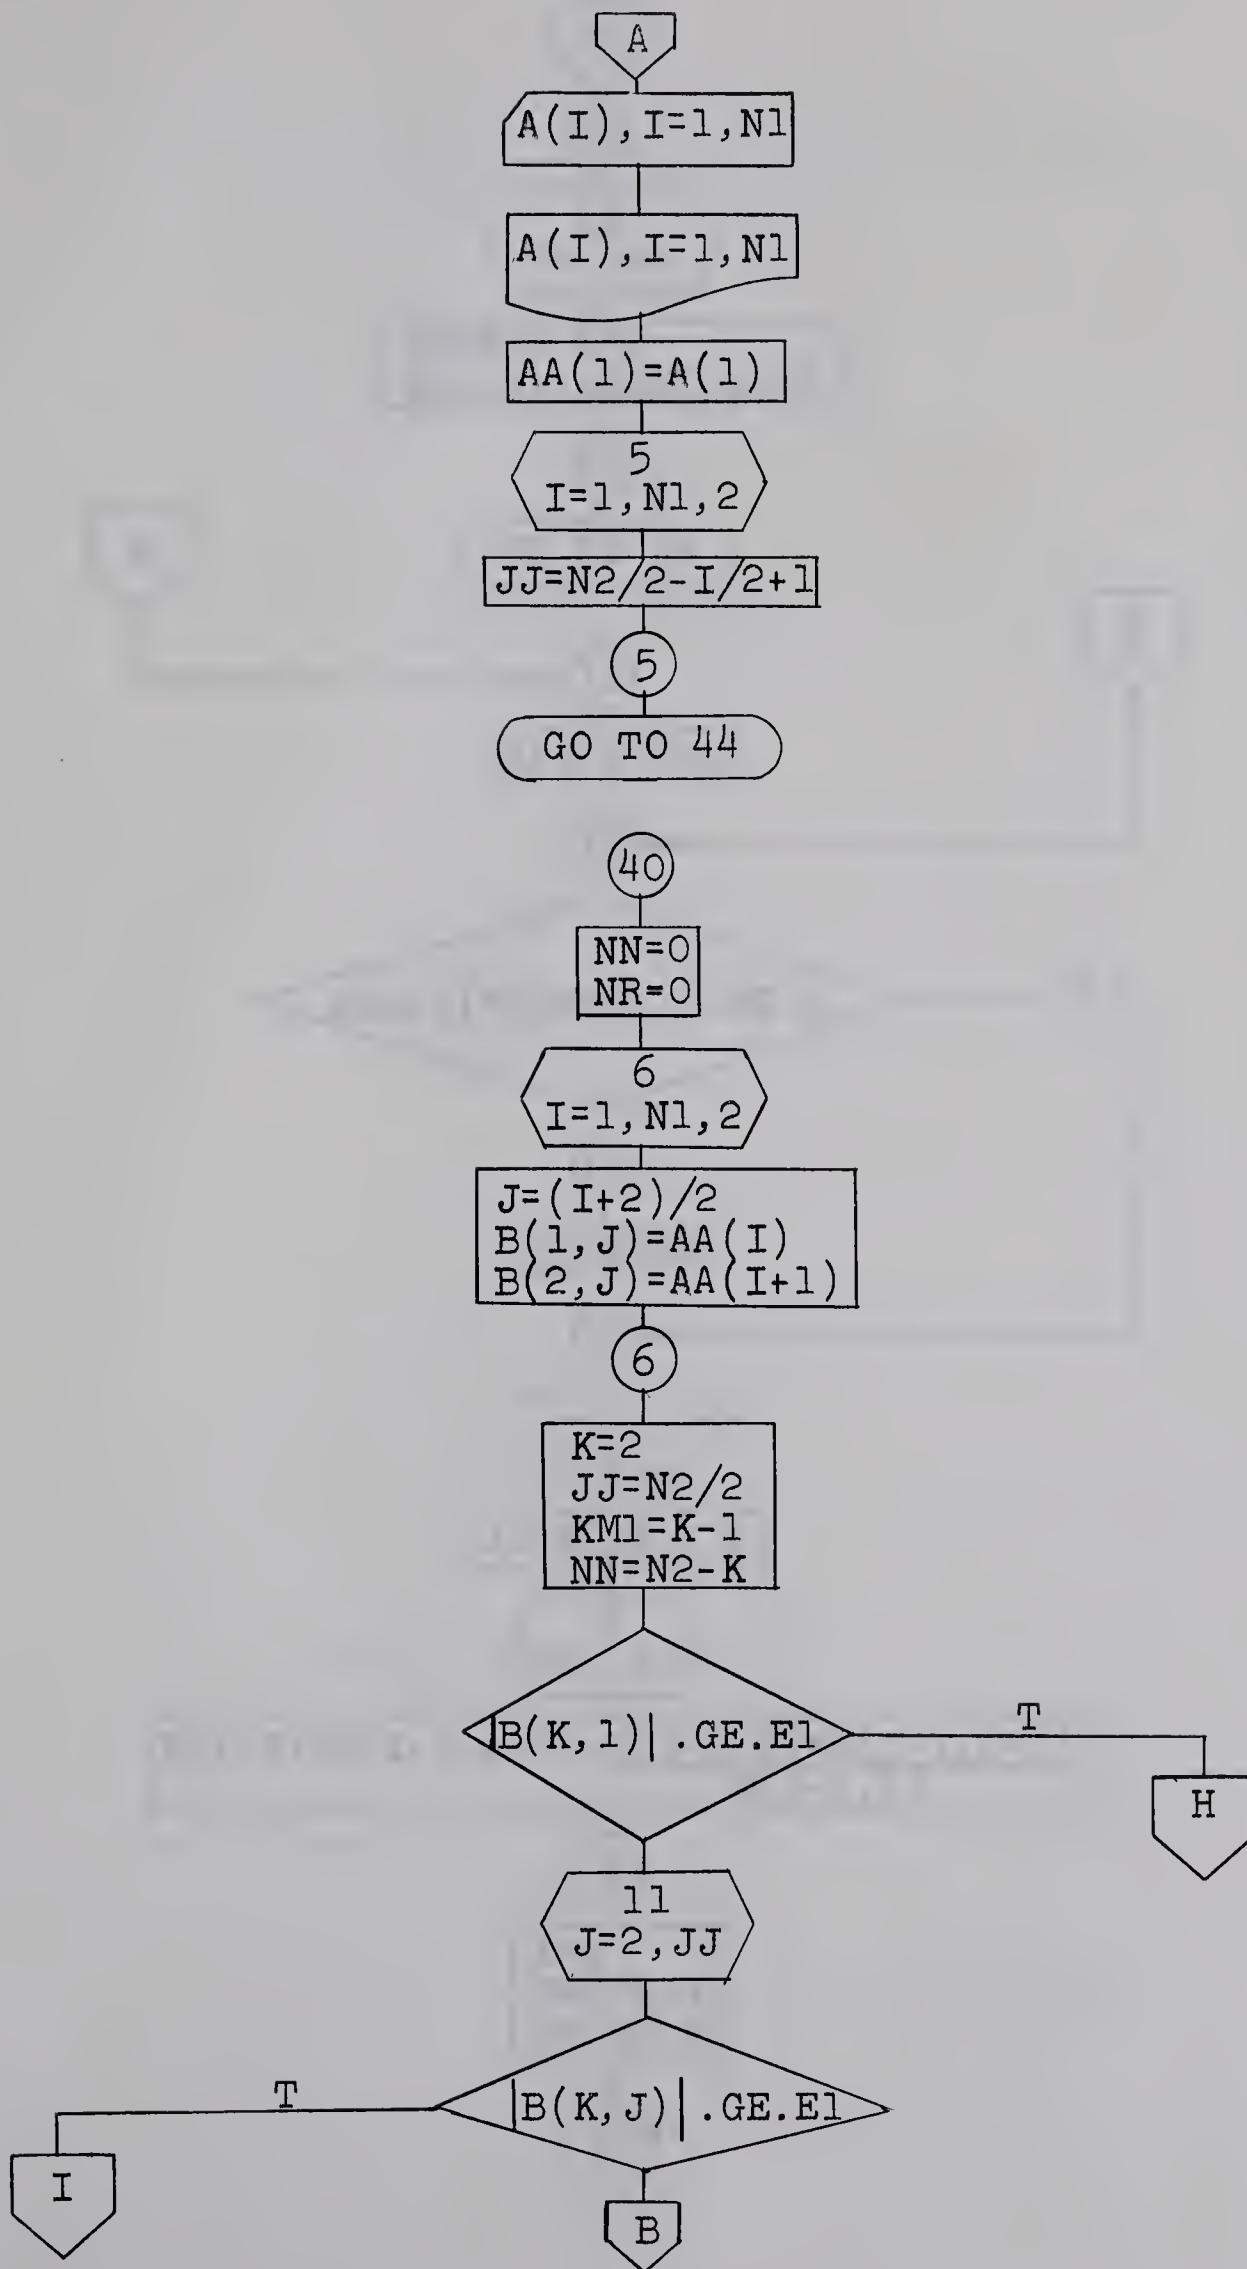 A
A(I), I=1, N1
A(I), I=1, N1
AA(1)=A(1)
5
I=1, N1, 2
JJ=N2/2-I/2+1
5
GO TO 44
40
NN=0
NR=0
6
I=1, N1, 2
J=(I+2)/2
B(1, J)=AA(I)
B(2, J)=AA(I+1)
6
K=2
JJ=N2/2
KM1=K-1
NN=N2-K
|B(K, 1)| .GE.E1
T
H
11
J=2, JJ
|B(K, J)| .GE.E1
T
I
B